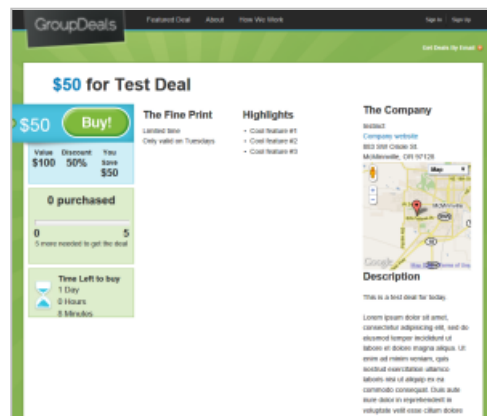 GroupDeals
Featured Deal About How We Work Sign In Sign Up
Get Deals By Email
$50 for Test Deal
$50 Buy!
Value Discount You Save
$100 50% $50
0 purchased
0 5
5 more needed to get the deal
Time Left to buy
1 Day
0 Hours
8 Minutes
The Fine Print
Limited time
Only valid on Tuesdays
Highlights
• Cool feature #1
• Cool feature #2
• Cool feature #3
The Company
Company website
McMinnville, OR 97128
Map
McMinnville
Google
Description
This is a test deal for today.
Lorem ipsum dolor sit amet,
consectetur adipisicing elit, sed do
eiusmod tempor incididunt ut
labore et dolore magna aliqua. Ut
enim ad minim veniam, quis
nostrud exercitation ullamco
laboris nisi ut aliquip ex ea
commodo consequat. Duis aute
irure dolor in reprehenderit in
voluptate velit esse cillum dolore